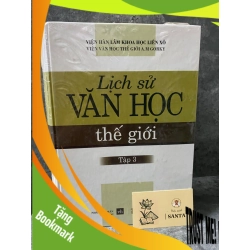 VIỆN HÀN LÂM KHOA HỌC LIÊN XÔ
VIỆN VĂN HỌC THẾ GIỚI A.M.GORKY
Lịch sử
VĂN HỌC
thế giới
Tập 3
SANTA
Tặng
Bookmark